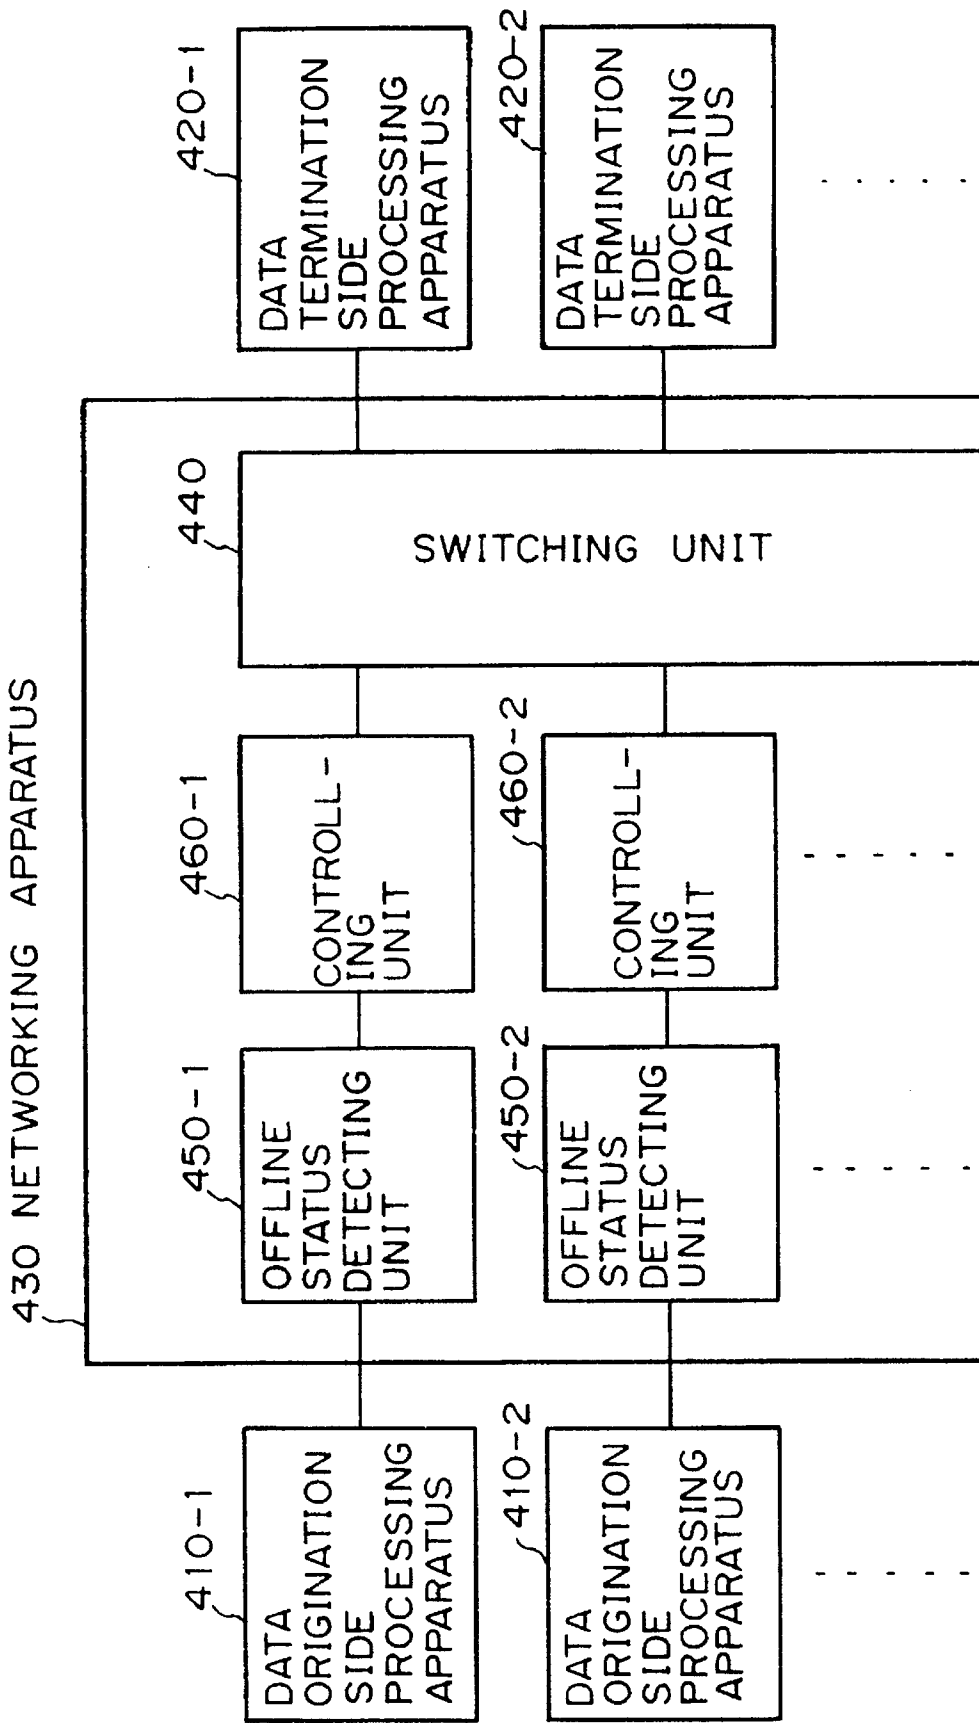 430 NETWORKING APPARATUS
410-1
DATA
ORIGINATION
SIDE
PROCESSING
APPARATUS
450-1
OFFLINE
STATUS
DETECTING
UNIT
460-1
CONTROLL-
ING
UNIT
440
SWITCHING UNIT
420-1
DATA
TERMINATION
SIDE
PROCESSING
APPARATUS
410-2
DATA
ORIGINATION
SIDE
PROCESSING
APPARATUS
450-2
OFFLINE
STATUS
DETECTING
UNIT
460-2
CONTROLL-
ING
UNIT
420-2
DATA
TERMINATION
SIDE
PROCESSING
APPARATUS